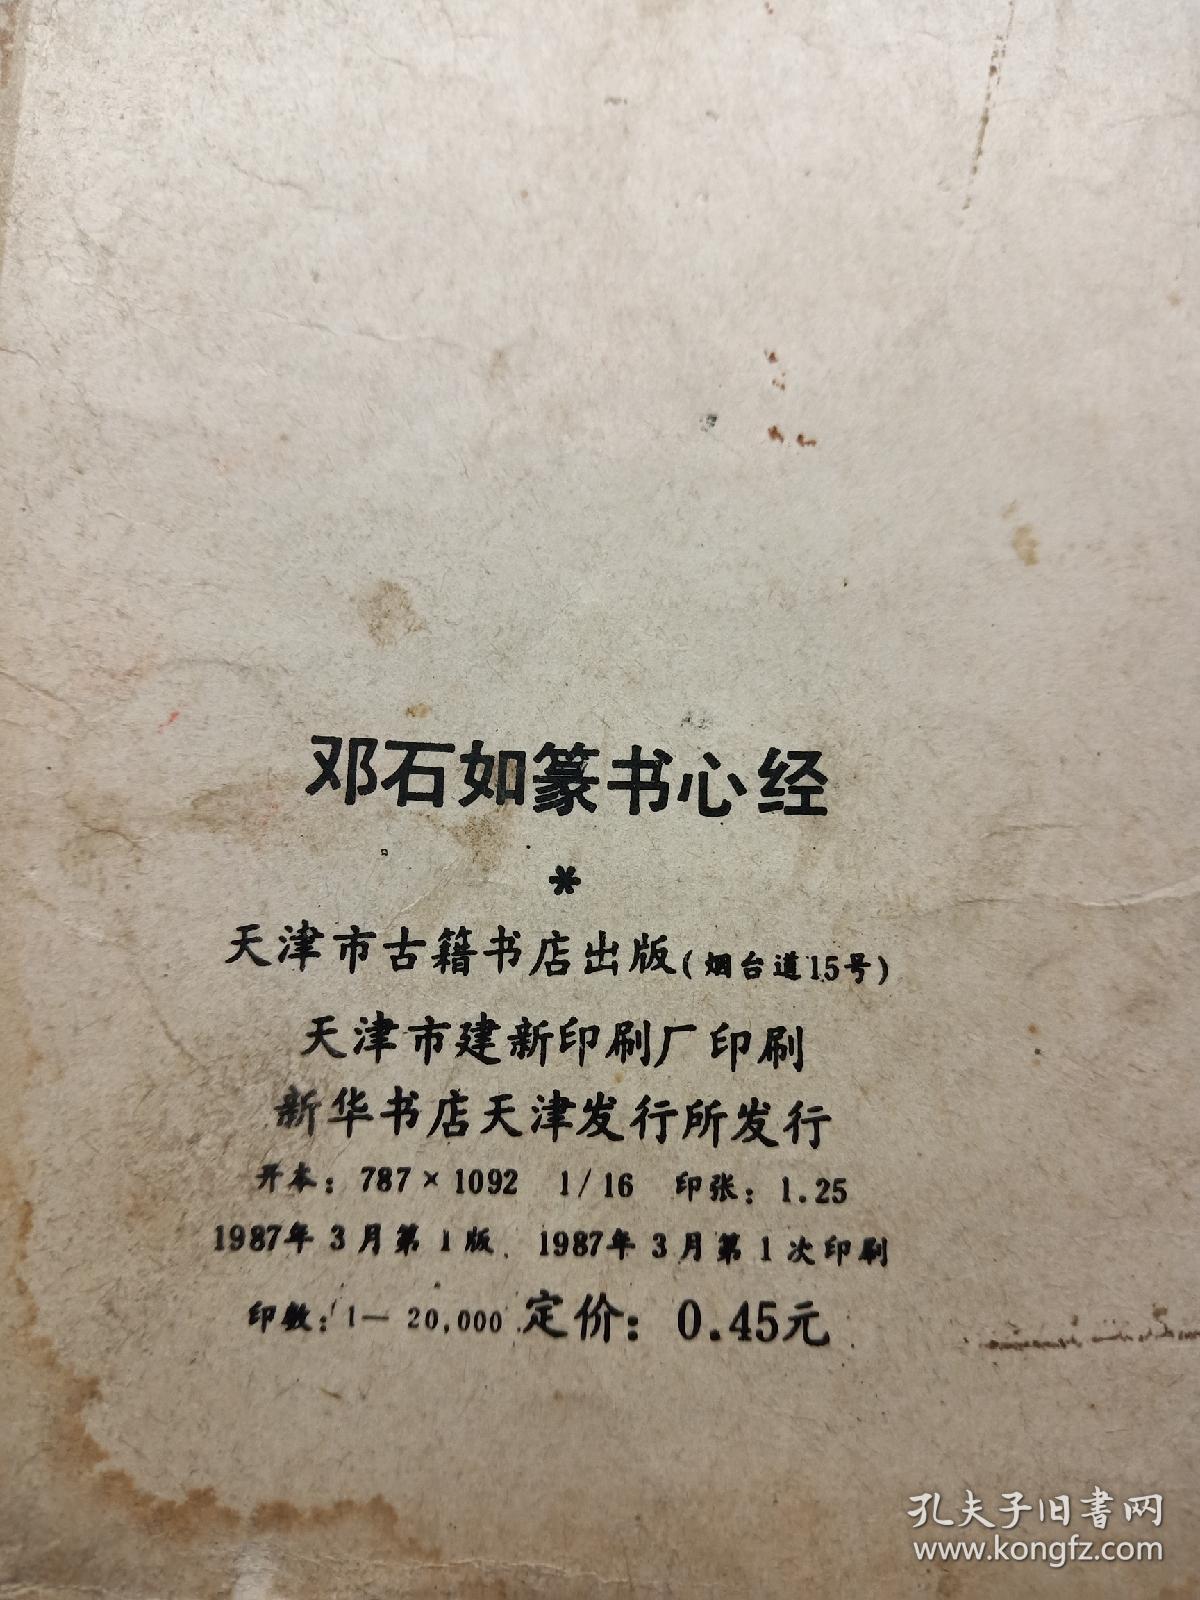 邓石如篆书心经
*
天津市古籍书店出版(烟台道15号)
天津市建新印刷厂印刷
新华书店天津发行所发行
开本：787×1092 1/16 印张：1.25
1987年3月第1版 1987年3月第1次印刷
印数：1—20,000 定价：0.45元
孔夫子旧書网
www.kongfz.com